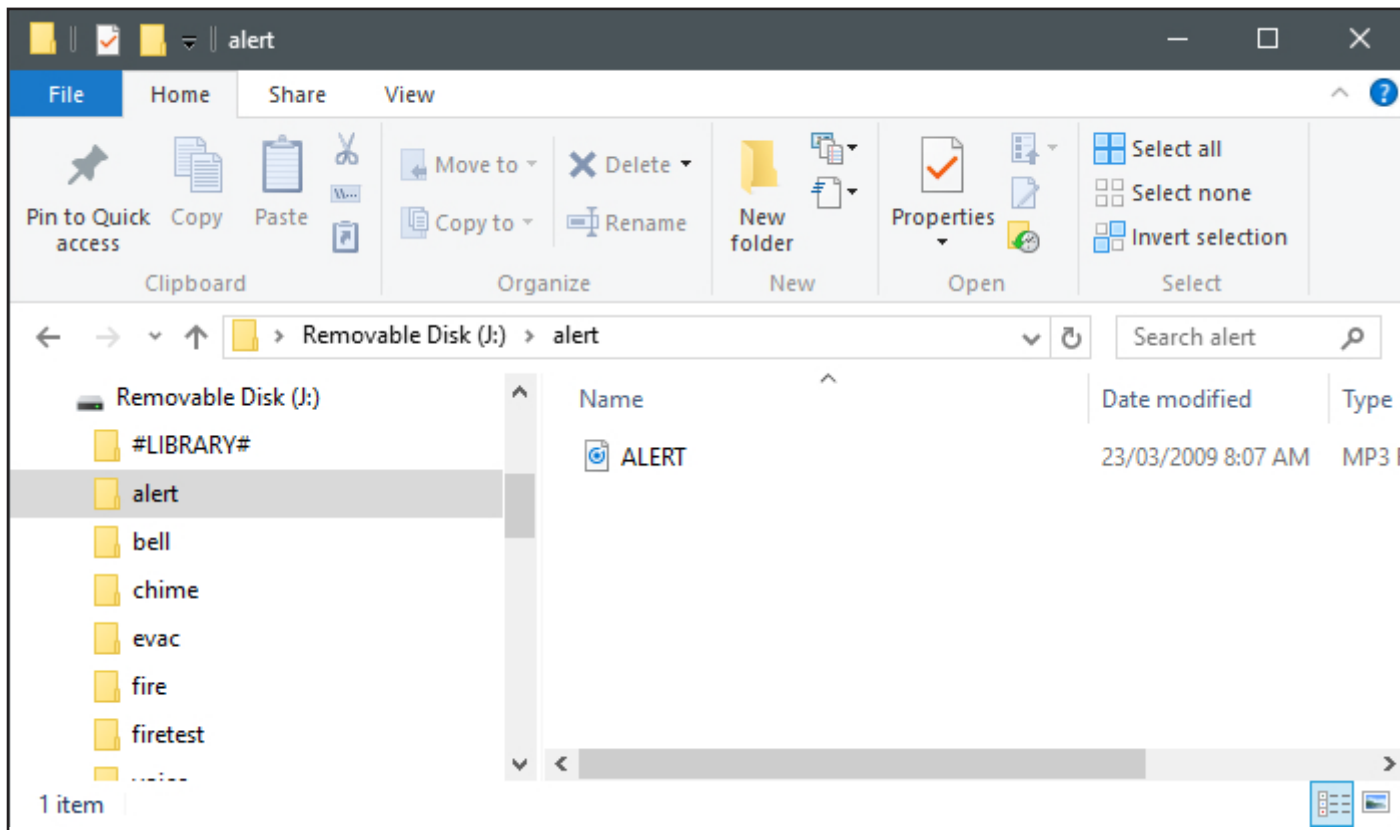 alert
File Home Share View
Pin to Quick access
Copy
Paste
Clipboard
Move to
Copy to
Delete
Rename
Organize
New folder
New
Properties
Open
Select all
Select none
Invert selection
Select
Removable Disk (J:) > alert
Search alert
Removable Disk (J:)
#LIBRARY#
alert
bell
chime
evac
fire
firetest
Name Date modified Type
ALERT 23/03/2009 8:07 AM MP3
1 item